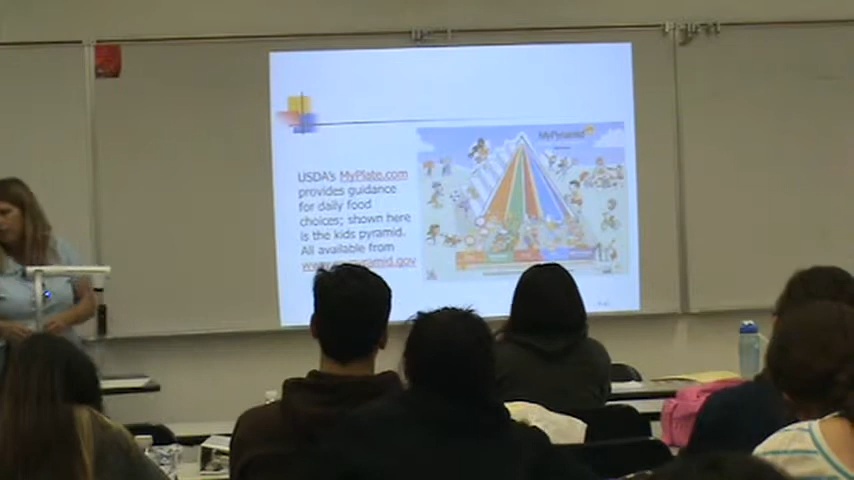 MyPyramid
USDA's MyPlate.com
provides guidance
for daily food
choices; shown here
is the kids pyramid.
All available from